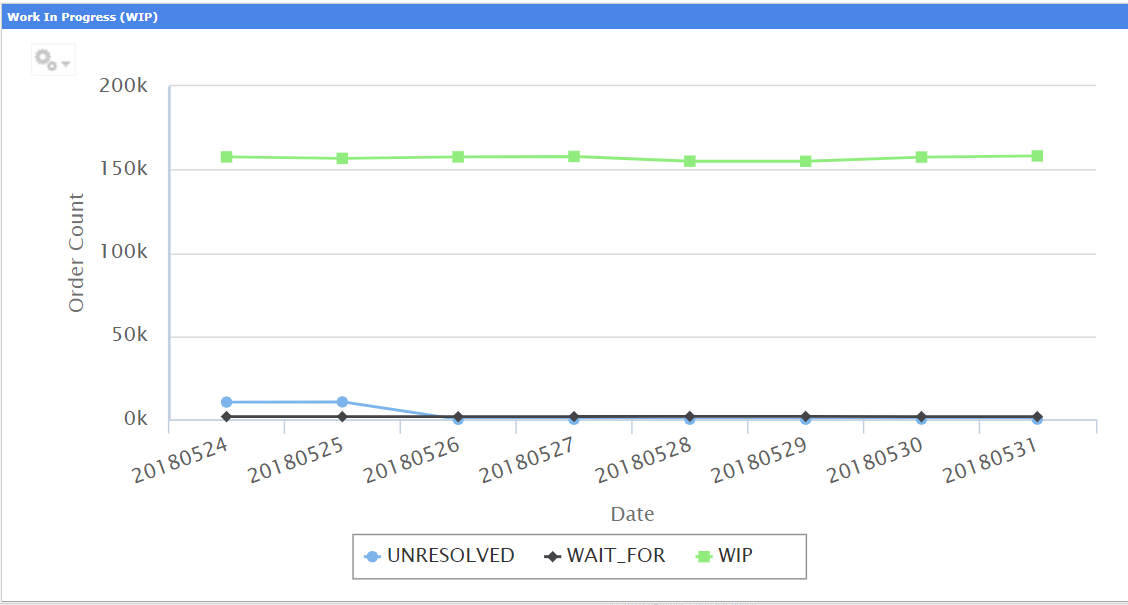 Work In Progress (WIP)
200k
150k
100k
50k
0k
Order Count
20180524
20180525
20180526
20180527
20180528
20180529
20180530
20180531
Date
UNRESOLVED WAIT_FOR WIP